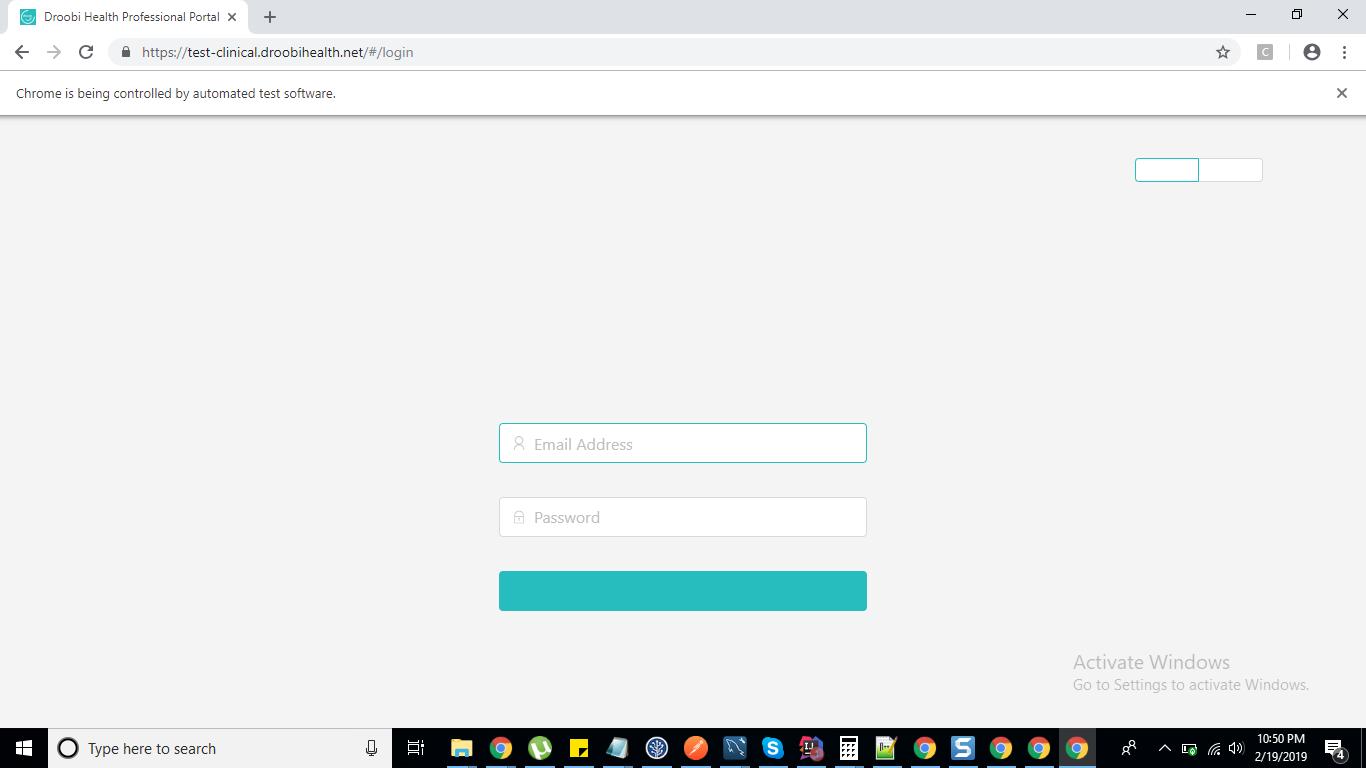 Droobi Health Professional Portal
https://test-clinical.droobihealth.net/#/login
C
Chrome is being controlled by automated test software.
Email Address
Password
Activate Windows
Go to Settings to activate Windows.
Type here to search
10:50 PM
2/19/2019
4